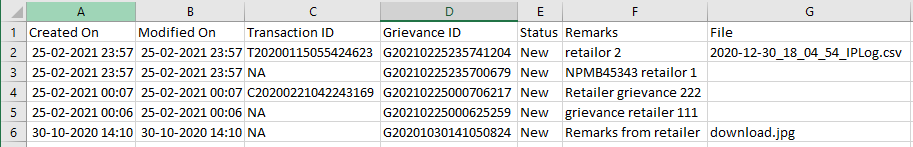 A B C D E F G
1 Created On Modified On Transaction ID Grievance ID Status Remarks File
2 25-02-2021 23:57 25-02-2021 23:57 T20200115055424623 G20210225235741204 New retailor 2 2020-12-30_18_04_54_IPLog.csv
3 25-02-2021 23:57 25-02-2021 23:57 NA G20210225235700679 New NPMB45343 retailor 1
4 25-02-2021 00:07 25-02-2021 00:07 C20200221042243169 G20210225000706217 New Retailer grievance 222
5 25-02-2021 00:06 25-02-2021 00:06 NA G20210225000625259 New grievance retailer 111
6 30-10-2020 14:10 30-10-2020 14:10 NA G20201030141050824 New Remarks from retailer download.jpg